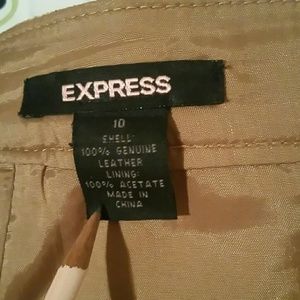 EXPRESS
10
SHELL:
100% GENUINE
LEATHER
LINING:
100% ACETATE
MADE IN
CHINA